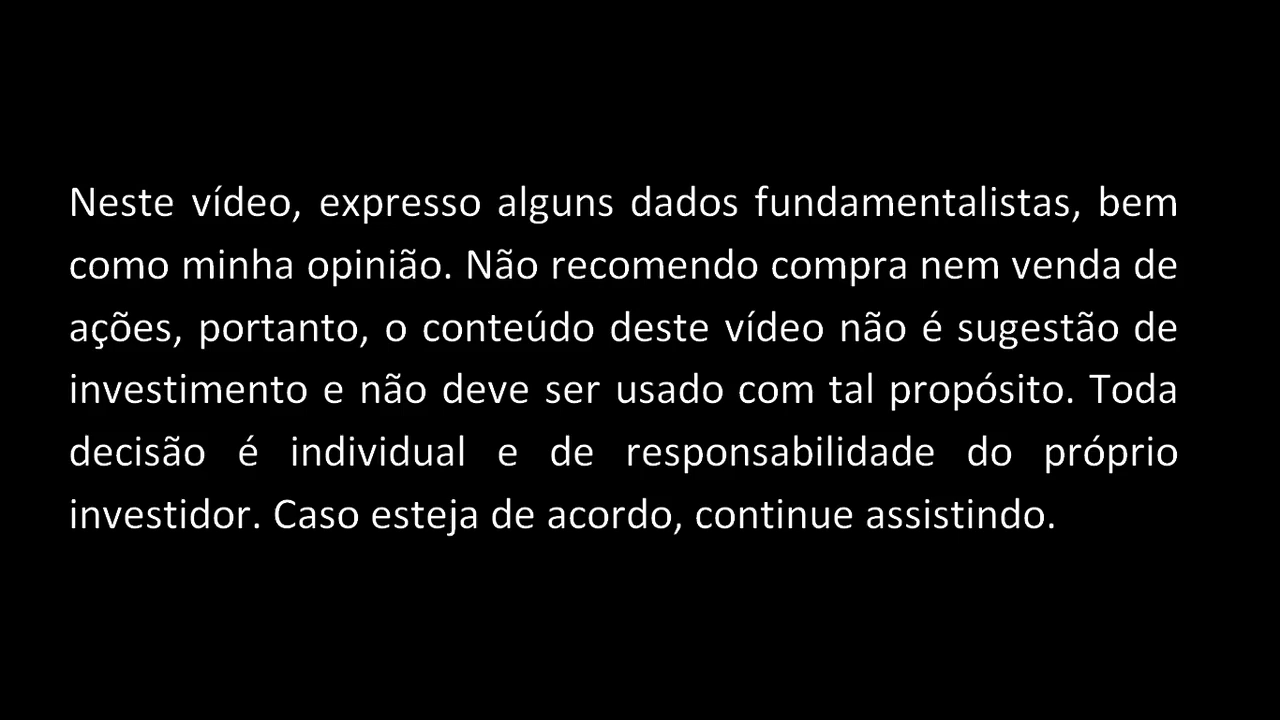 Neste vídeo, expresso alguns dados fundamentalistas, bem
como minha opinião. Não recomendo compra nem venda de
ações, portanto, o conteúdo deste vídeo não é sugestão de
investimento e não deve ser usado com tal propósito. Toda
decisão é individual e de responsabilidade do próprio
investidor. Caso esteja de acordo, continue assistindo.